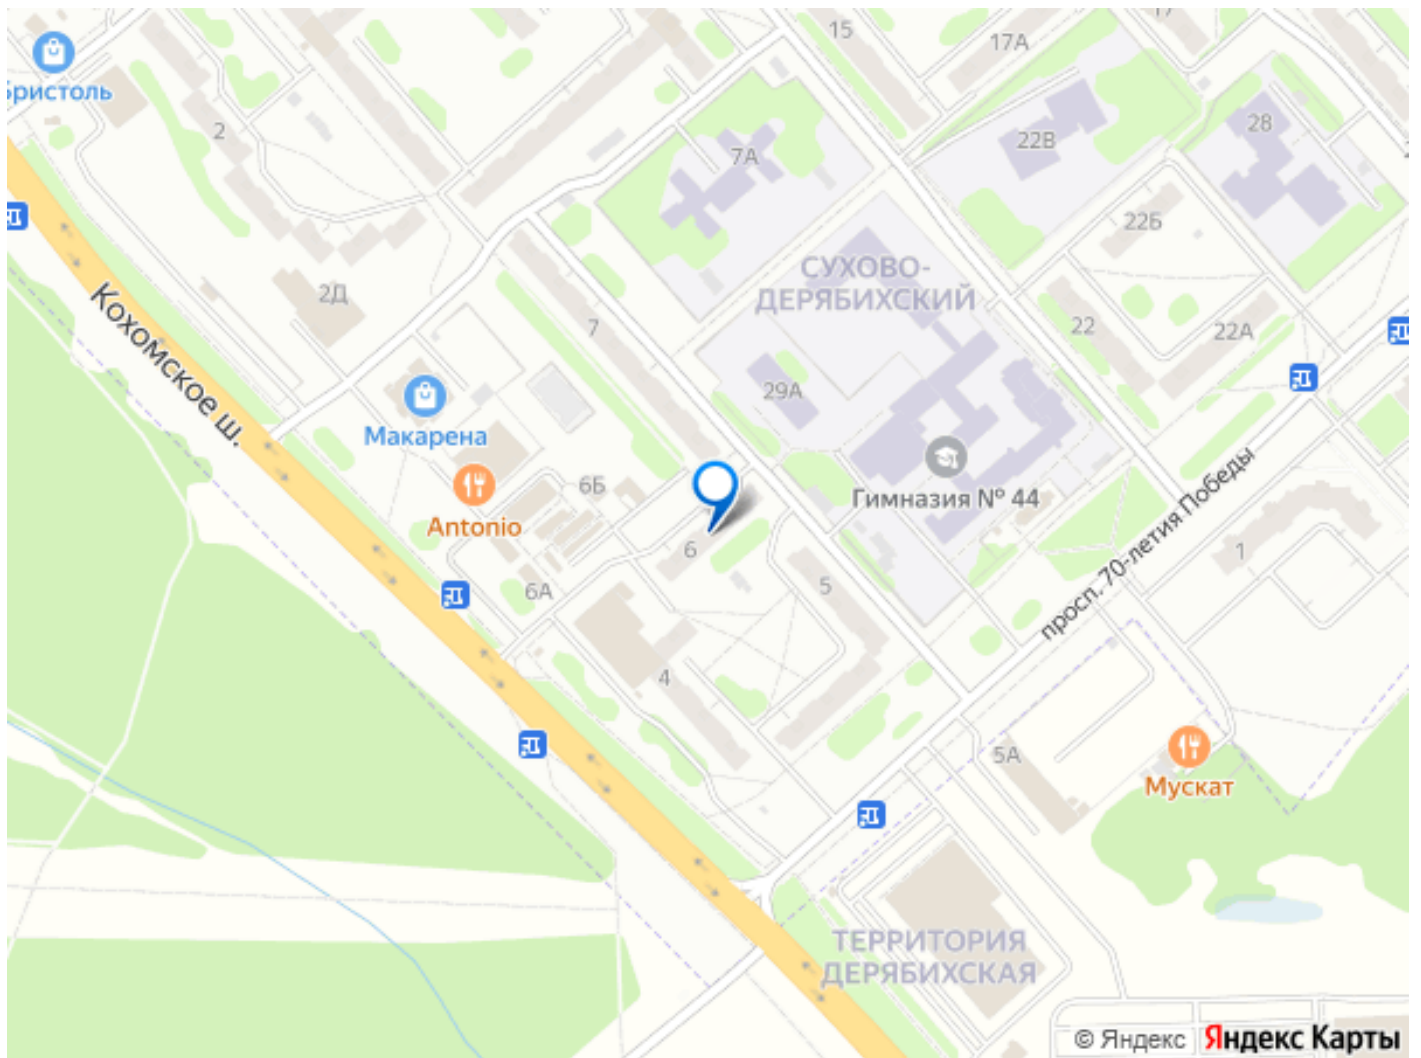 15
17А
17
Бристоль
2
7А
22В
28
22Б
СУХОВО-
ДЕРЯБИХСКИЙ
2Д
7
22
22А
Кохомское ш.
29А
Макарена
6Б
Гимназия № 44
Antonio
6
5
1
6А
просп. 70-летия Победы
4
5А
Мускат
ТЕРРИТОРИЯ
ДЕРЯБИХСКАЯ
© Яндекс Яндекс Карты